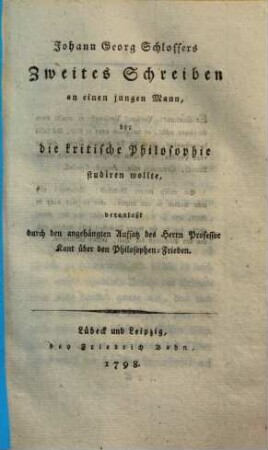 Johann Georg Schlossers
Zweites Schreiben
an einen jungen Mann,
der
die kritische Philosophie
studiren wollte,
veranlaßt
durch den angehängten Aufsatz des Herrn Professor
Kant über den Philosophen-Frieden.
Lübeck und Leipzig,
bey Friedrich Bohn,
1798.